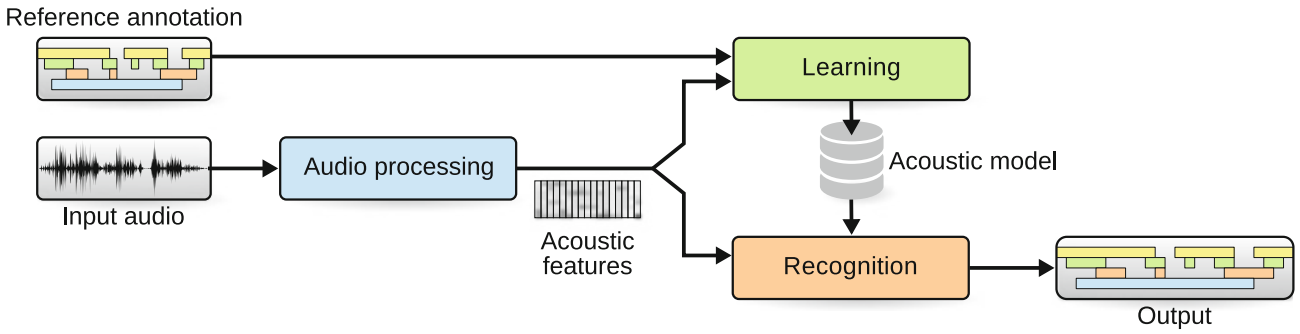 Reference annotation
Learning
Audio processing
Acoustic model
Input audio
Acoustic
features
Recognition
Output